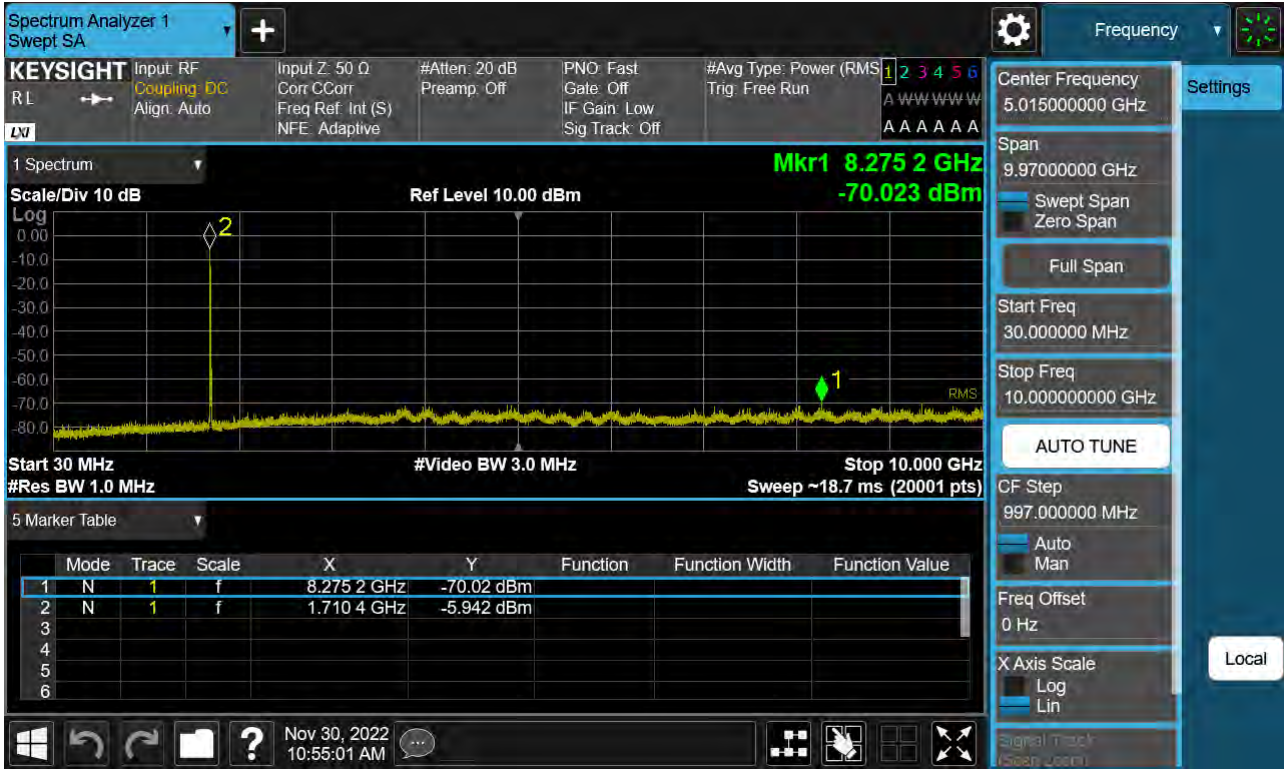 Spectrum Analyzer 1
Swept SA
Frequency
KEYSIGHT
R L
LXI
Input: RF
Coupling: DC
Align: Auto
Input Z: 50 Ω
Corr CCorr
Freq Ref: Int (S)
NFE: Adaptive
#Atten: 20 dB
Preamp: Off
PNO: Fast
Gate: Off
IF Gain: Low
Sig Track: Off
#Avg Type: Power (RMS
Trig: Free Run
1 2 3 4 5 6
A W W W W W
A A A A A A
1 Spectrum
Scale/Div 10 dB
Ref Level 10.00 dBm
Mkr1 8.275 2 GHz
-70.023 dBm
Log
0.00
-10.0
-20.0
-30.0
-40.0
-50.0
-60.0
-70.0
-80.0
2
1
RMS
Start 30 MHz
#Video BW 3.0 MHz
Stop 10.000 GHz
#Res BW 1.0 MHz
Sweep ~18.7 ms (20001 pts)
5 Marker Table
Mode Trace Scale X Y Function Function Width Function Value
1 N 1 f 8.275 2 GHz -70.02 dBm
2 N 1 f 1.710 4 GHz -5.942 dBm
3
4
5
6
Nov 30, 2022
10:55:01 AM
?
Center Frequency
5.015000000 GHz
Span
9.97000000 GHz
Swept Span
Zero Span
Full Span
Start Freq
30.000000 MHz
Stop Freq
10.000000000 GHz
AUTO TUNE
CF Step
997.000000 MHz
Auto
Man
Freq Offset
0 Hz
X Axis Scale
Log
Lin
Signal Track
(Span Zoom)
Settings
Local